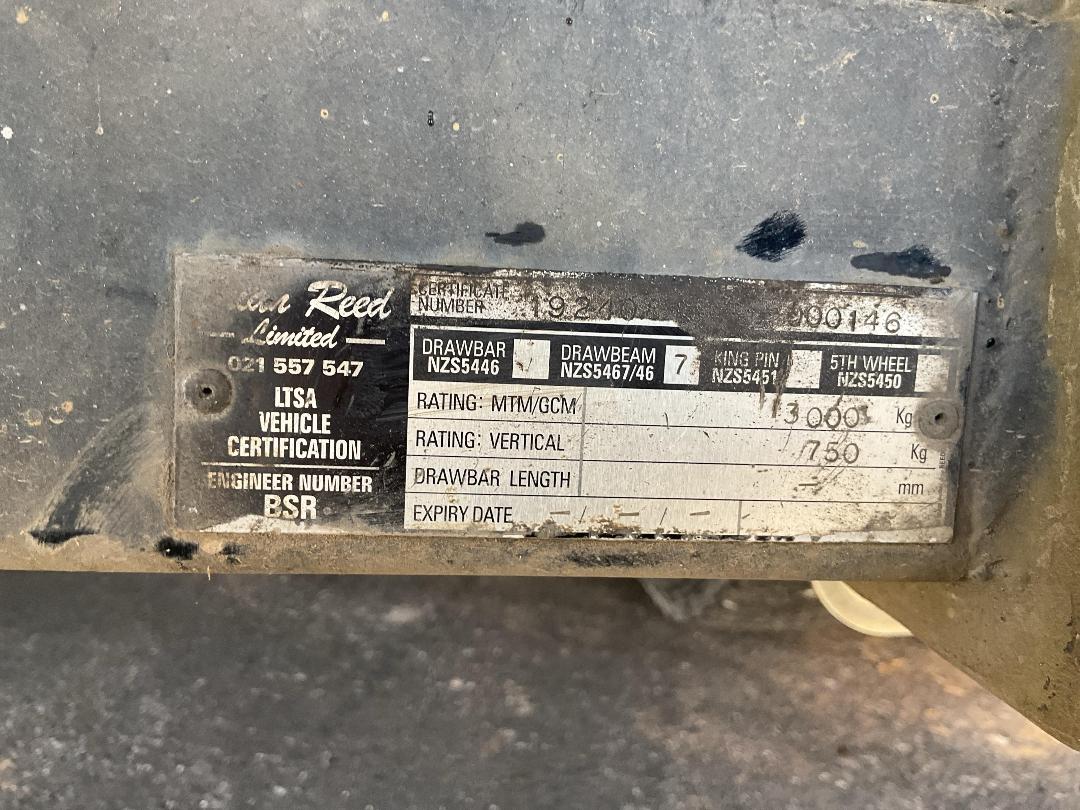 Reed
Limited
021 557 547
LTSA
VEHICLE
CERTIFICATION
ENGINEER NUMBER
BSR
CERTIFICATE
NUMBER
000146
DRAWBAR
NZS5446
DRAWBEAM
NZS5467/46
7
KING PIN
NZS5451
5TH WHEEL
NZS5450
RATING: MTM/GCM 3000 Kg
RATING: VERTICAL 750 Kg
DRAWBAR LENGTH – mm
EXPIRY DATE – / – / –